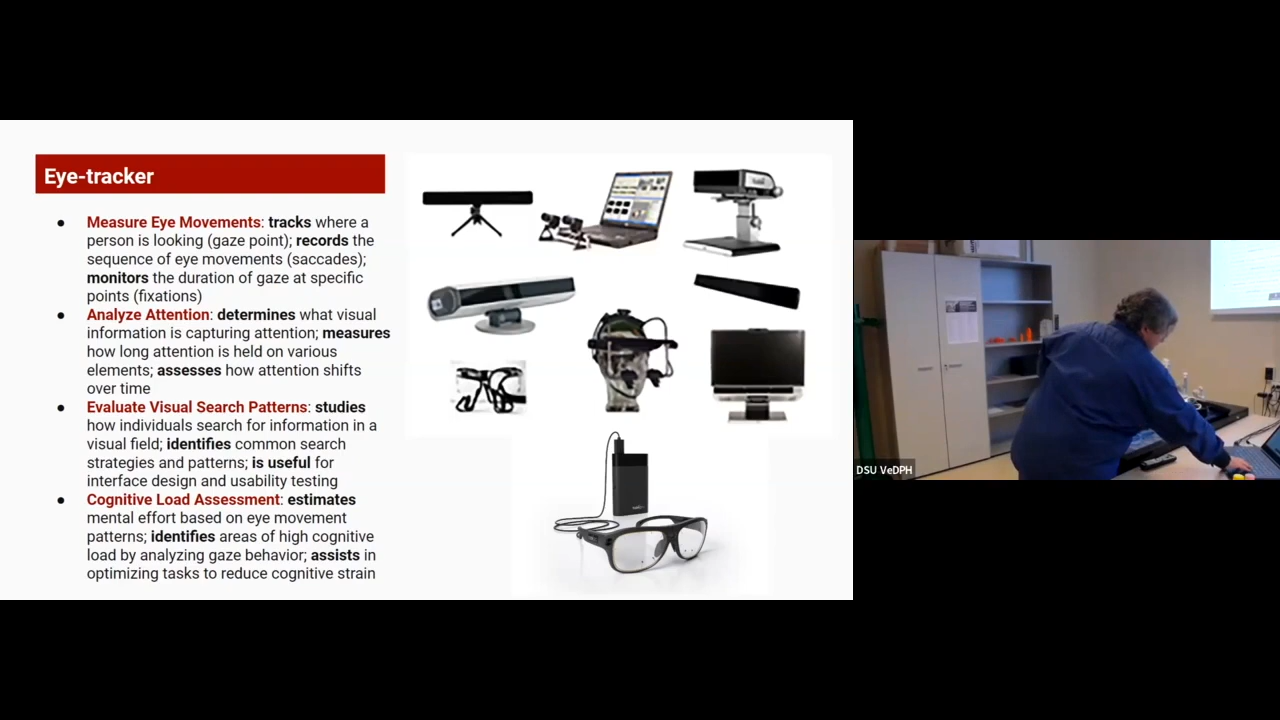 Eye-tracker
● Measure Eye Movements: tracks where a
person is looking (gaze point); records the
sequence of eye movements (saccades);
monitors the duration of gaze at specific
points (fixations)
● Analyze Attention: determines what visual
information is capturing attention; measures
how long attention is held on various
elements; assesses how attention shifts
over time
● Evaluate Visual Search Patterns: studies
how individuals search for information in a
visual field; identifies common search
strategies and patterns; is useful for
interface design and usability testing
● Cognitive Load Assessment: estimates
mental effort based on eye movement
patterns; identifies areas of high cognitive
load by analyzing gaze behavior; assists in
optimizing tasks to reduce cognitive strain
DSU VeDPH